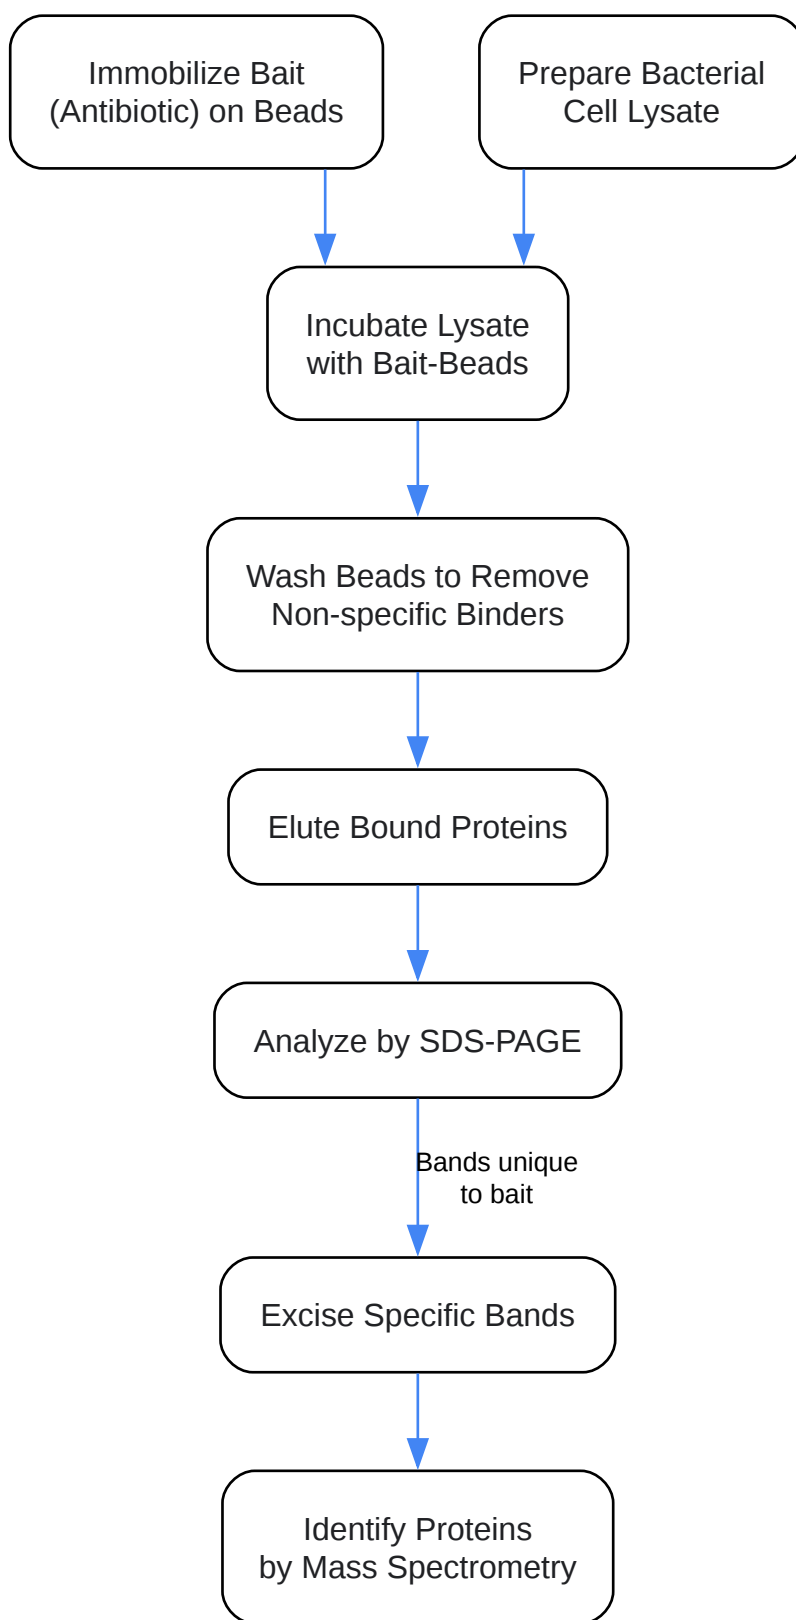 Immobilize Bait
(Antibiotic) on Beads
Prepare Bacterial
Cell Lysate
Incubate Lysate
with Bait-Beads
Wash Beads to Remove
Non-specific Binders
Elute Bound Proteins
Analyze by SDS-PAGE
Bands unique
to bait
Excise Specific Bands
Identify Proteins
by Mass Spectrometry